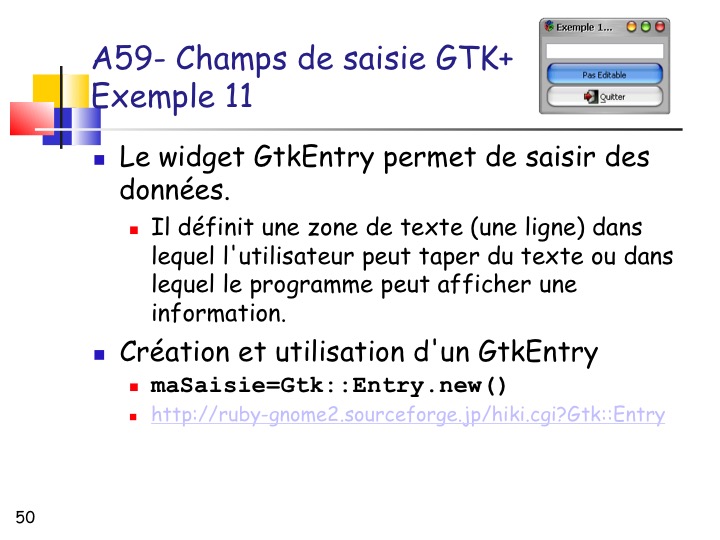 A59- Champs de saisie GTK+
Exemple 11
Exemple 1...
Pas Editable
Quitter
Le widget GtkEntry permet de saisir des
données.
Il définit une zone de texte (une ligne) dans
lequel l'utilisateur peut taper du texte ou dans
lequel le programme peut afficher une
information.
Création et utilisation d'un GtkEntry
maSaisie=Gtk::Entry.new()
http://ruby-gnome2.sourceforge.jp/hiki.cgi?Gtk::Entry
50